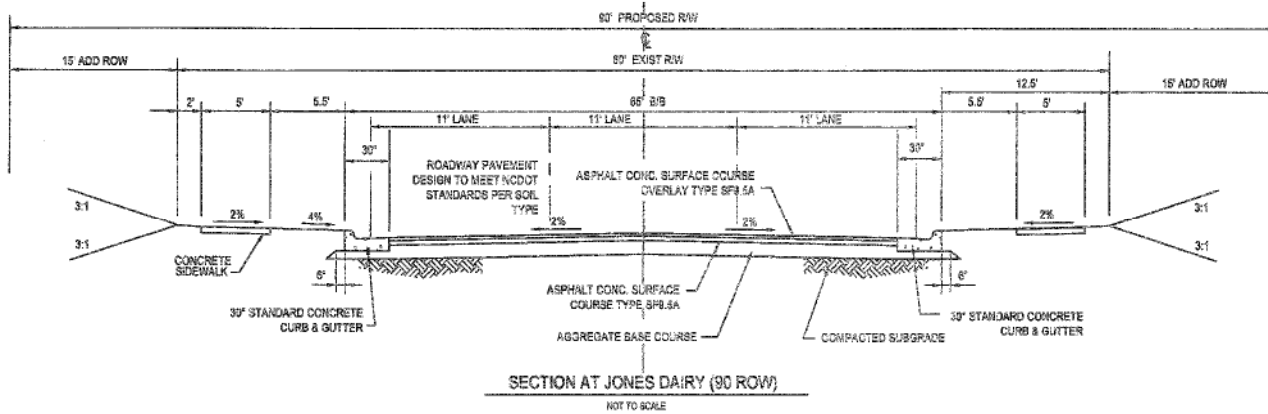 90' PROPOSED R/W
℄
15' ADD ROW
60' EXIST R/W
12.5'
15' ADD ROW
2'
5'
5.5'
65' B/B
5.5'
5'
11' LANE
11' LANE
11' LANE
30"
30"
ROADWAY PAVEMENT
DESIGN TO MEET NCDOT
STANDARDS PER SOIL
TYPE
ASPHALT CONC. SURFACE COURSE
OVERLAY TYPE SF9.5A
3:1
2%
4%
2%
2%
2%
3:1
3:1
3:1
CONCRETE
SIDEWALK
6"
6"
ASPHALT CONC. SURFACE
COURSE TYPE SF9.5A
30" STANDARD CONCRETE
CURB & GUTTER
AGGREGATE BASE COURSE
COMPACTED SUBGRADE
30" STANDARD CONCRETE
CURB & GUTTER
SECTION AT JONES DAIRY (90 ROW)
NOT TO SCALE